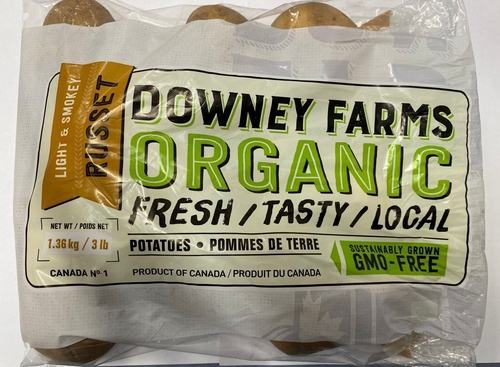 LIGHT & SMOKEY
RUSSET
DOWNEY FARMS
ORGANIC
FRESH / TASTY / LOCAL
NET WT / POIDS NET
1.36 kg / 3 lb
CANADA Nº 1
POTATOES • POMMES DE TERRE
PRODUCT OF CANADA / PRODUIT DU CANADA
SUSTAINABLY GROWN
GMO-FREE